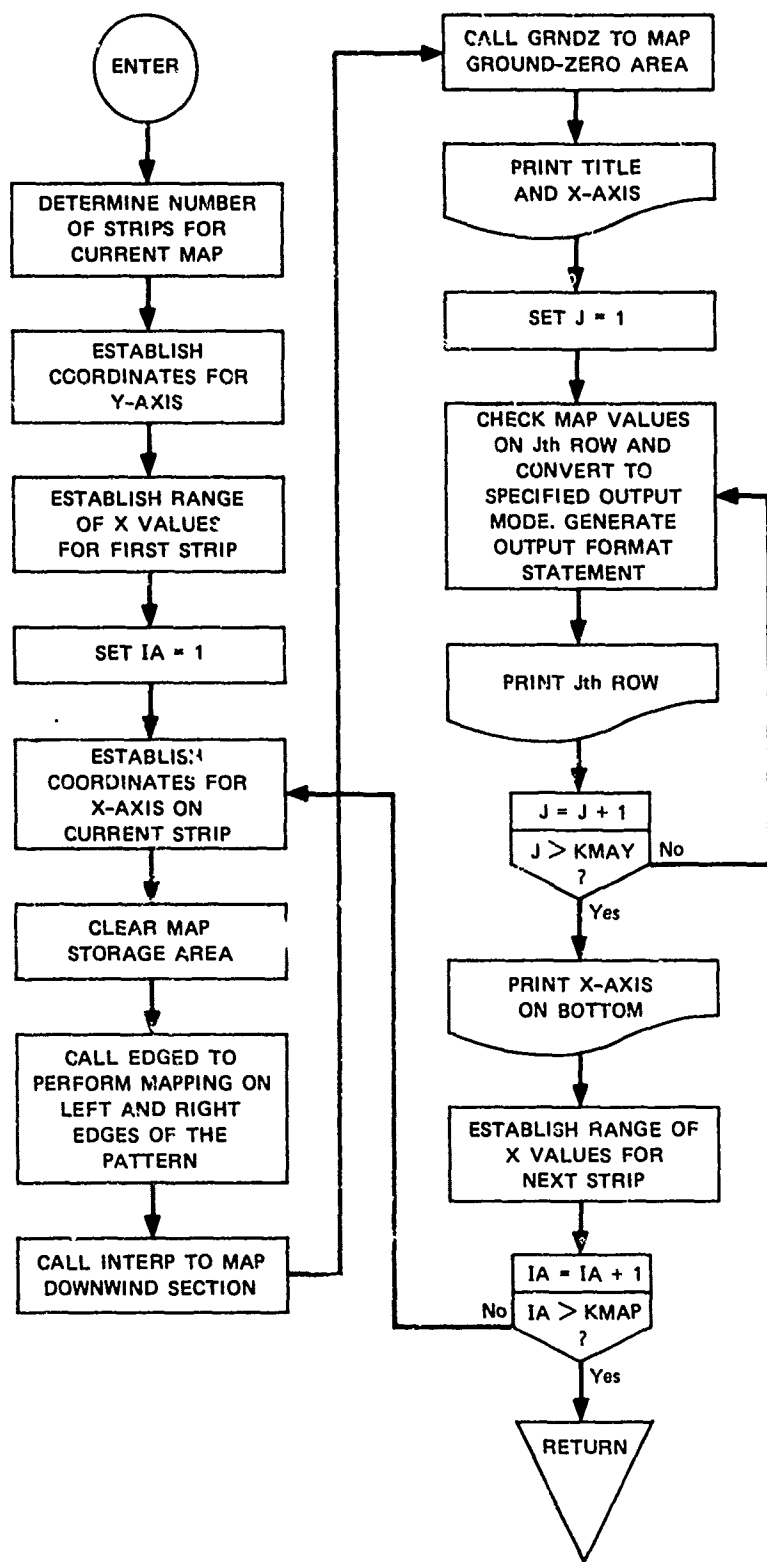 ENTER
DETERMINE NUMBER
OF STRIPS FOR
CURRENT MAP
ESTABLISH
COORDINATES FOR
Y-AXIS
ESTABLISH RANGE
OF X VALUES
FOR FIRST STRIP
SET IA = 1
ESTABLISH
COORDINATES FOR
X-AXIS ON
CURRENT STRIP
CLEAR MAP
STORAGE AREA
CALL EDGED TO
PERFORM MAPPING ON
LEFT AND RIGHT
EDGES OF THE
PATTERN
CALL INTERP TO MAP
DOWNWIND SECTION
CALL GRNDZ TO MAP
GROUND-ZERO AREA
PRINT TITLE
AND X-AXIS
SET J = 1
CHECK MAP VALUES
ON Jth ROW AND
CONVERT TO
SPECIFIED OUTPUT
MODE. GENERATE
OUTPUT FORMAT
STATEMENT
PRINT Jth ROW
J = J + 1
J > KMAY
?
No
Yes
PRINT X-AXIS
ON BOTTOM
ESTABLISH RANGE OF
X VALUES FOR
NEXT STRIP
IA = IA + 1
IA > KMAP
?
No
Yes
RETURN